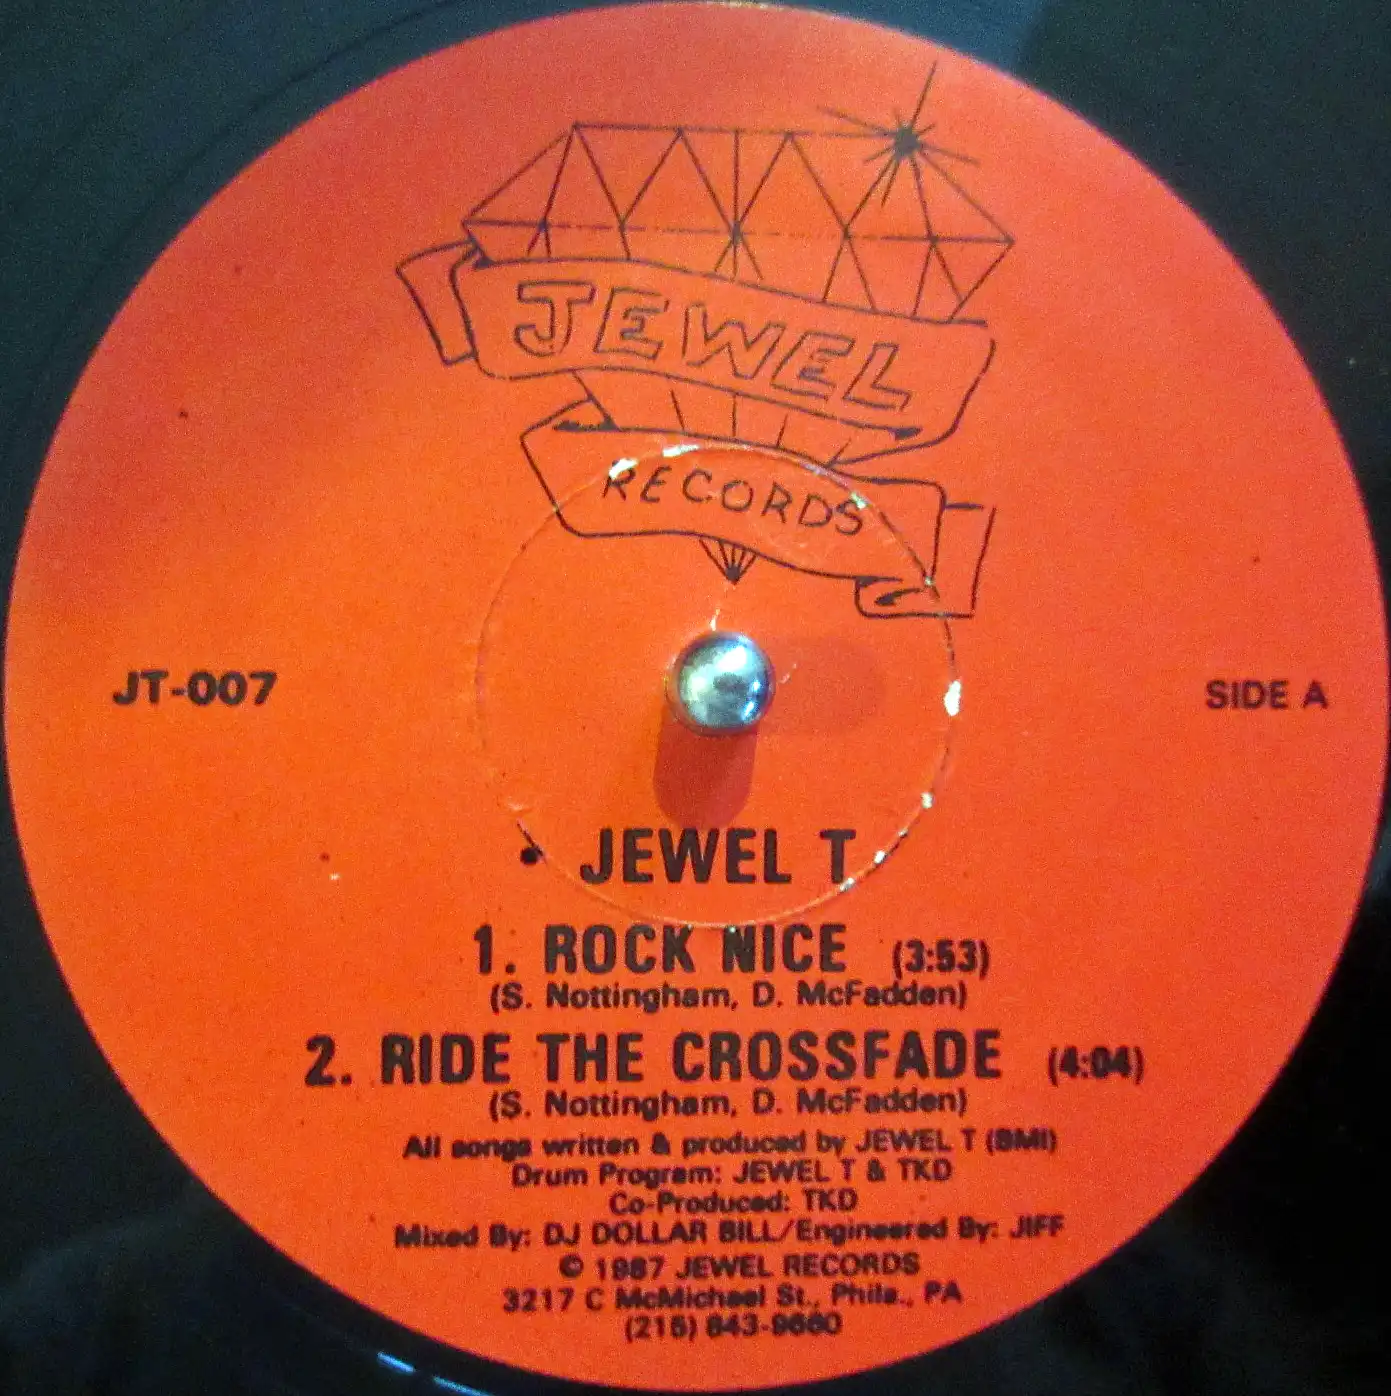 JEWEL
RECORDS
JT-007
SIDE A
• JEWEL T
1. ROCK NICE (3:53)
(S. Nottingham, D. McFadden)
2. RIDE THE CROSSFADE (4:04)
(S. Nottingham, D. McFadden)
All songs written & produced by JEWEL T (BMI)
Drum Program: JEWEL T & TKD
Co-Produced: TKD
Mixed By: DJ DOLLAR BILL/Engineered By: JIFF
© 1987 JEWEL RECORDS
3217 C McMichael St., Phila., PA
(215)